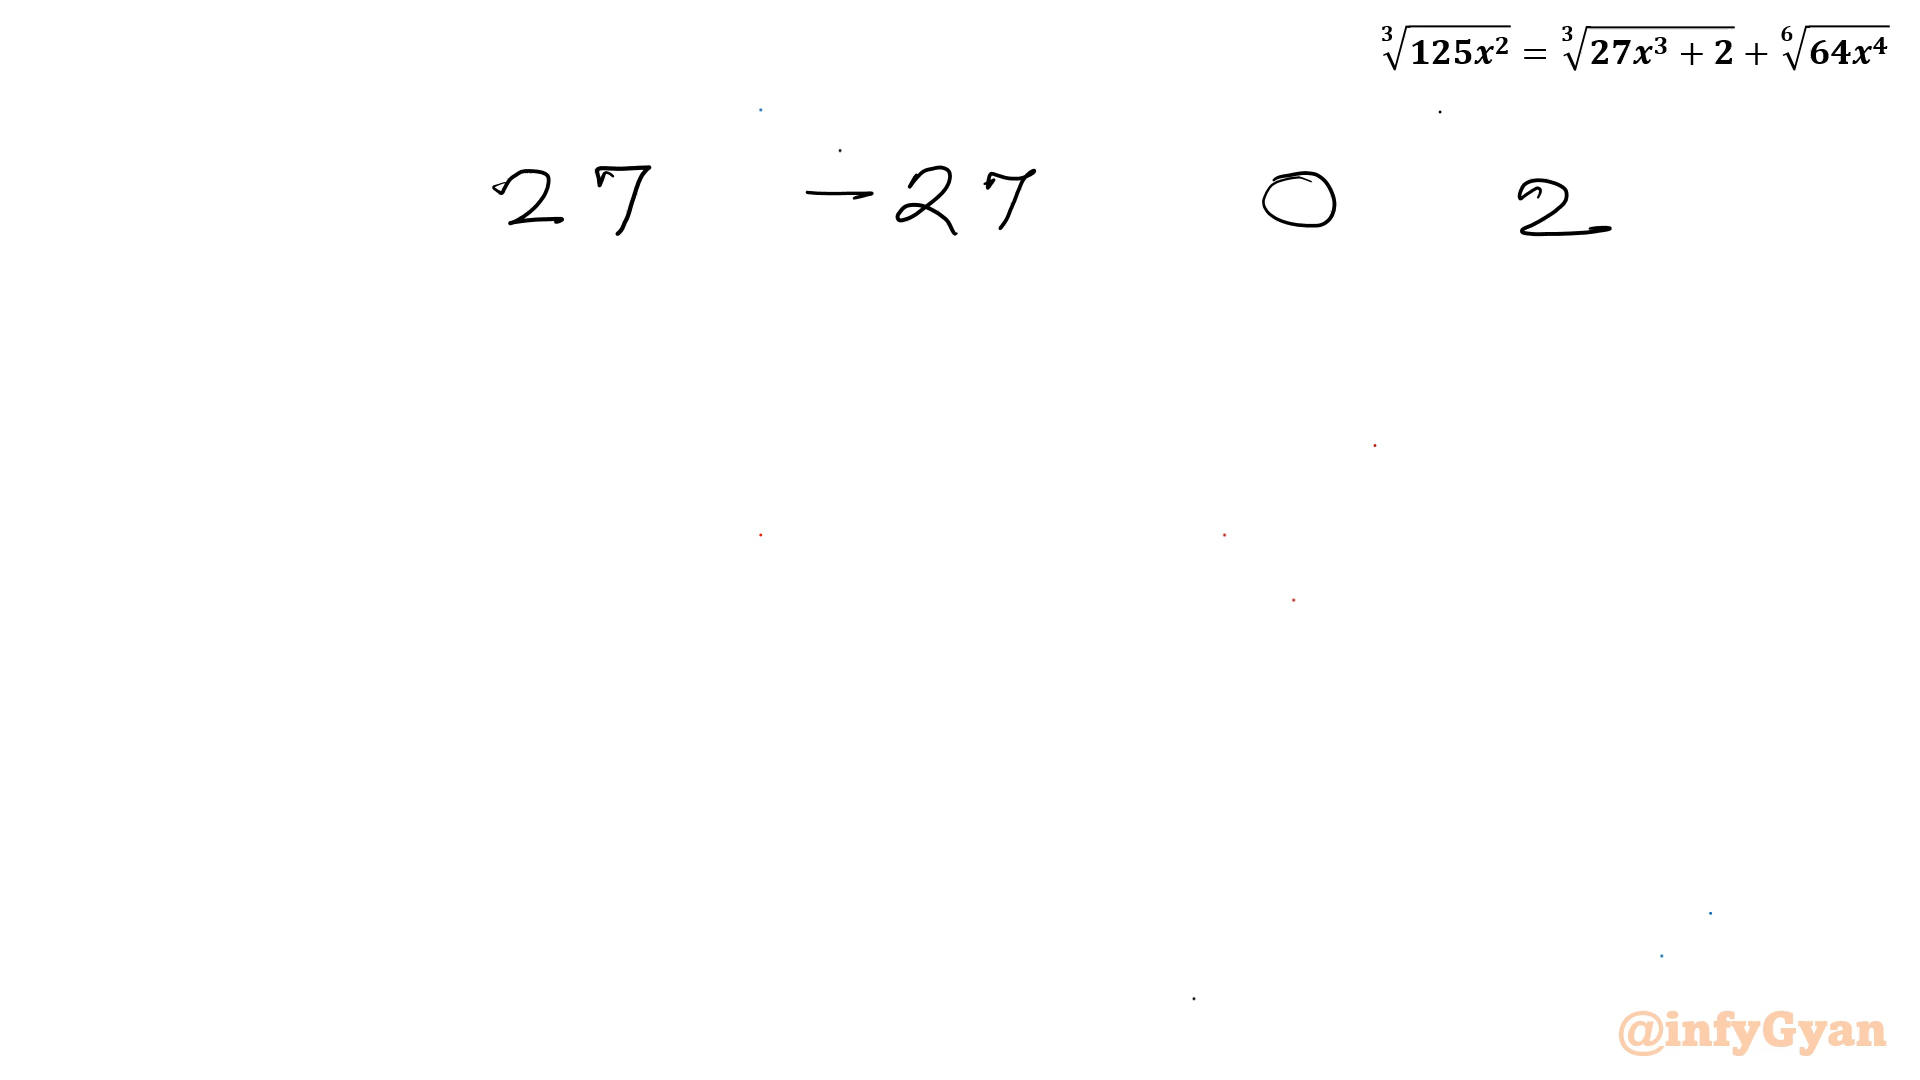 ∛(125x²) = ∛(27x³ + 2) + ⁶√(64x⁴)
27 -27 0 2
@infyGyan